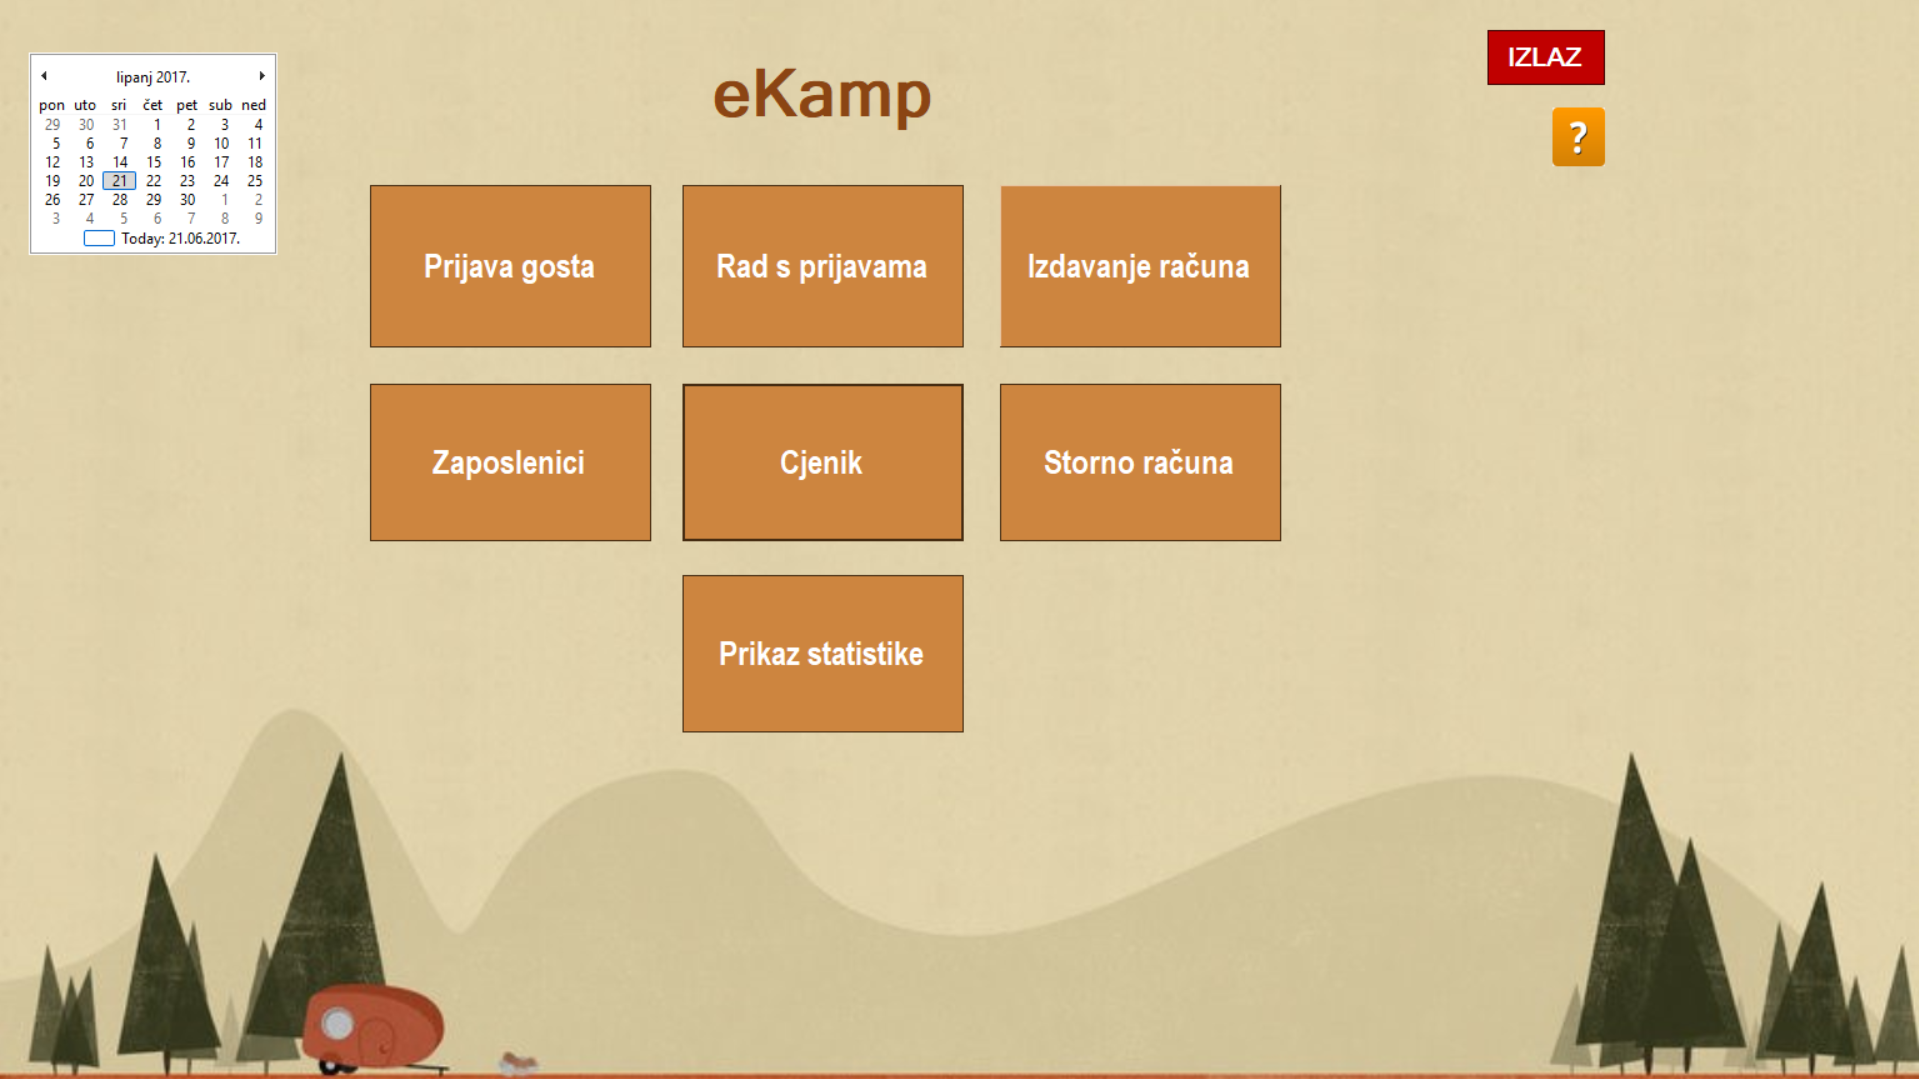 IZLAZ
eKamp
?
lipanj 2017.
pon uto sri čet pet sub ned
29 30 31 1 2 3 4
5 6 7 8 9 10 11
12 13 14 15 16 17 18
19 20 21 22 23 24 25
26 27 28 29 30 1 2
3 4 5 6 7 8 9
Today: 21.06.2017.
Prijava gosta
Rad s prijavama
Izdavanje računa
Zaposlenici
Cjenik
Storno računa
Prikaz statistike